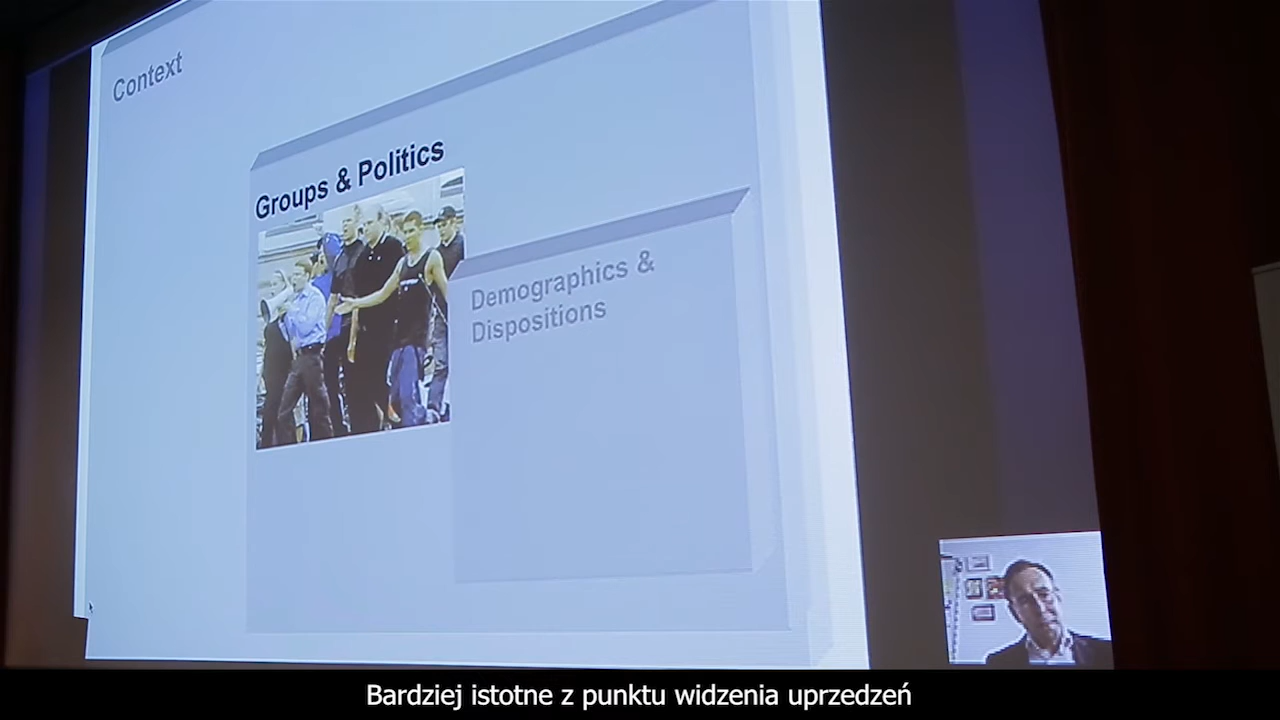 Context
Groups & Politics
Demographics &
Dispositions
Bardziej istotne z punktu widzenia uprzedzeń